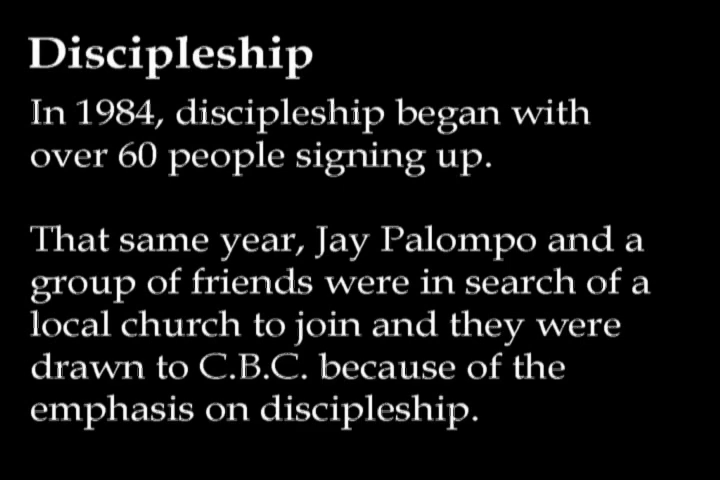 Discipleship
In 1984, discipleship began with
over 60 people signing up.
That same year, Jay Palompo and a
group of friends were in search of a
local church to join and they were
drawn to C.B.C. because of the
emphasis on discipleship.